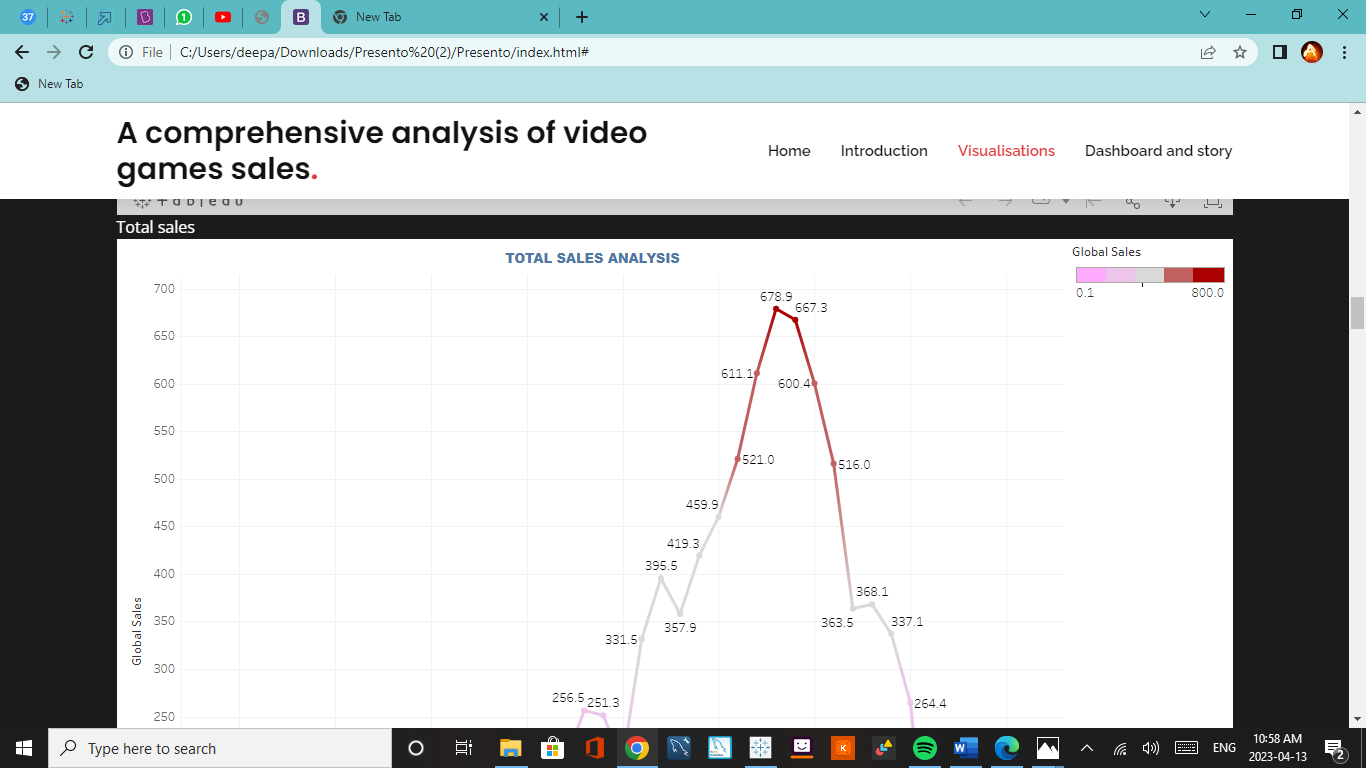 37
1
B
New Tab
File
C:/Users/deepa/Downloads/Presento%20(2)/Presento/index.html#
New Tab
A comprehensive analysis of video
games sales.
Home
Introduction
Visualisations
Dashboard and story
Total sales
TOTAL SALES ANALYSIS
Global Sales
0.1
800.0
700
650
600
550
500
450
400
350
300
250
Global Sales
678.9
667.3
611.1
600.4
521.0
516.0
459.9
419.3
395.5
368.1
363.5
357.9
337.1
331.5
264.4
256.5
251.3
Type here to search
ENG
10:58 AM
2023-04-13
2